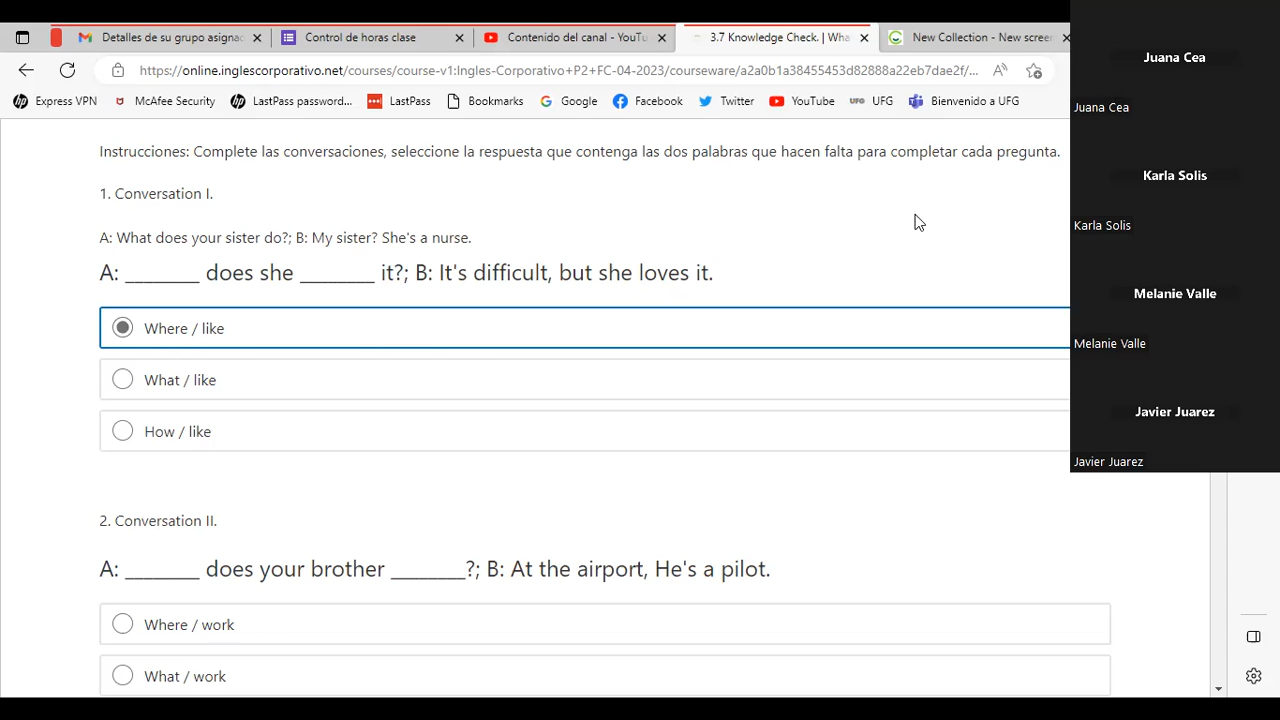 Detalles de su grupo asigna
Control de horas clase
Contenido del canal - YouTu
3.7 Knowledge Check. | Wha
New Collection - New screen
https://online.inglescorporativo.net/courses/course-v1:Ingles-Corporativo+P2+FC-04-2023/courseware/a2a0b1a38455453d82888a22eb7dae2f/...
Express VPN
McAfee Security
LastPass password...
LastPass
Bookmarks
Google
Facebook
Twitter
YouTube
UFG
Bienvenido a UFG
Instrucciones: Complete las conversaciones, seleccione la respuesta que contenga las dos palabras que hacen falta para completar cada pregunta.
1. Conversation I.
A: What does your sister do?; B: My sister? She's a nurse.
A: ________ does she ________ it?; B: It's difficult, but she loves it.
Where / like
What / like
How / like
2. Conversation II.
A: ________ does your brother ________?; B: At the airport, He's a pilot.
Where / work
What / work
Juana Cea
Juana Cea
Karla Solis
Karla Solis
Melanie Valle
Melanie Valle
Javier Juarez
Javier Juarez